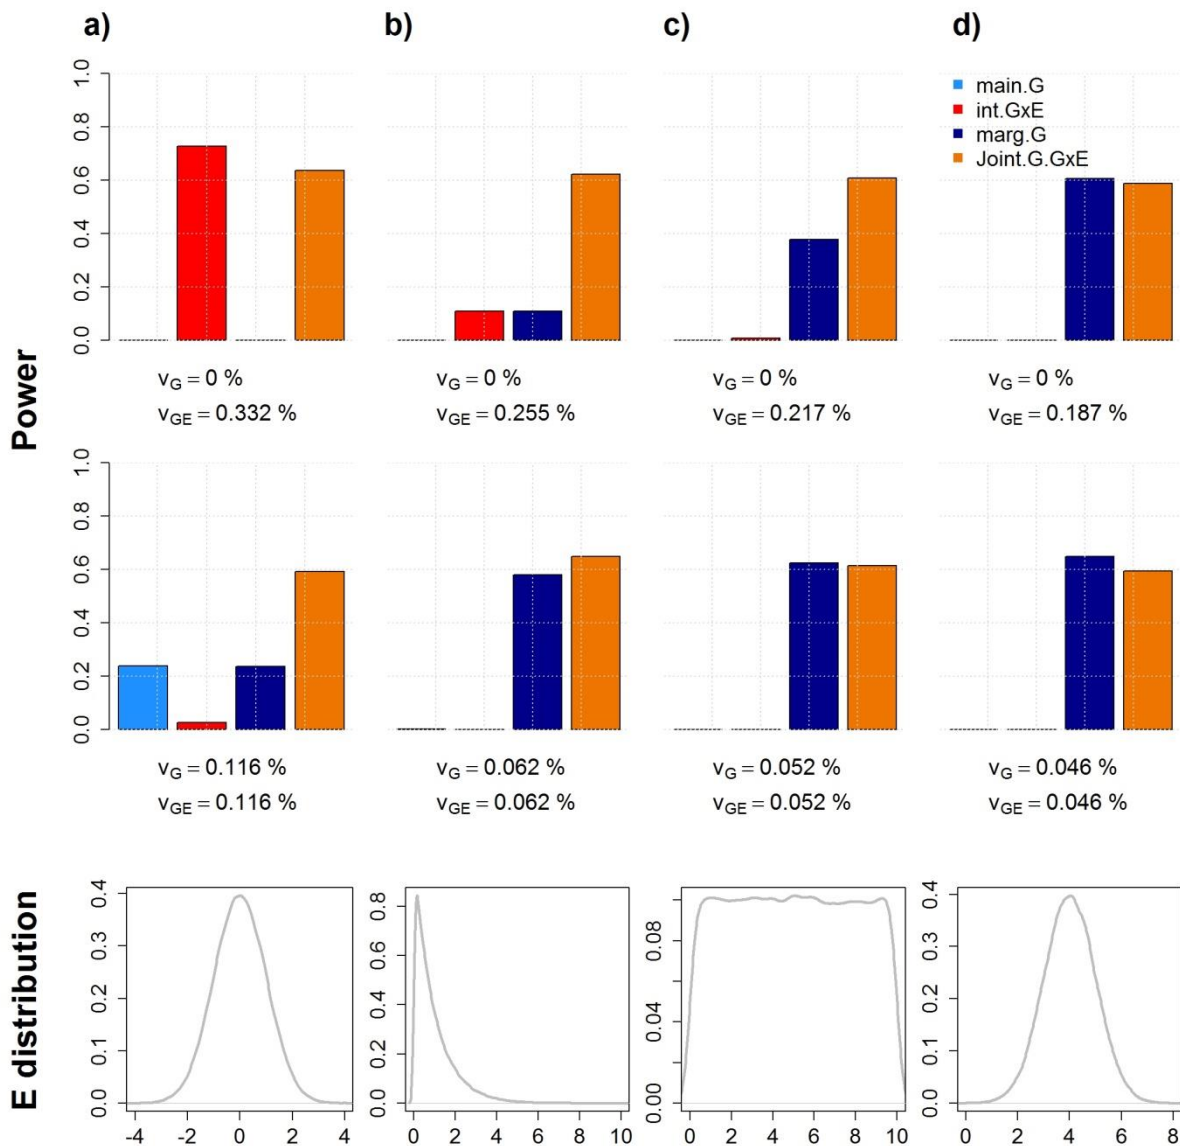 a) b) c) d)
1.0
0.8
0.6
0.4
0.2
0.0
main.G
int.GxE
marg.G
Joint.G.GxE
vG = 0 % vG = 0 % vG = 0 % vG = 0 %
vGE = 0.332 % vGE = 0.255 % vGE = 0.217 % vGE = 0.187 %
Power
1.0
0.8
0.6
0.4
0.2
0.0
vG = 0.116 % vG = 0.062 % vG = 0.052 % vG = 0.046 %
vGE = 0.116 % vGE = 0.062 % vGE = 0.052 % vGE = 0.046 %
E distribution
0.4
0.3
0.2
0.1
0.0
-4 -2 0 2 4
0.8
0.6
0.4
0.2
0.0
0 2 4 6 8 10
0.08
0.04
0.00
0 2 4 6 8 10
0.4
0.3
0.2
0.1
0.0
0 2 4 6 8